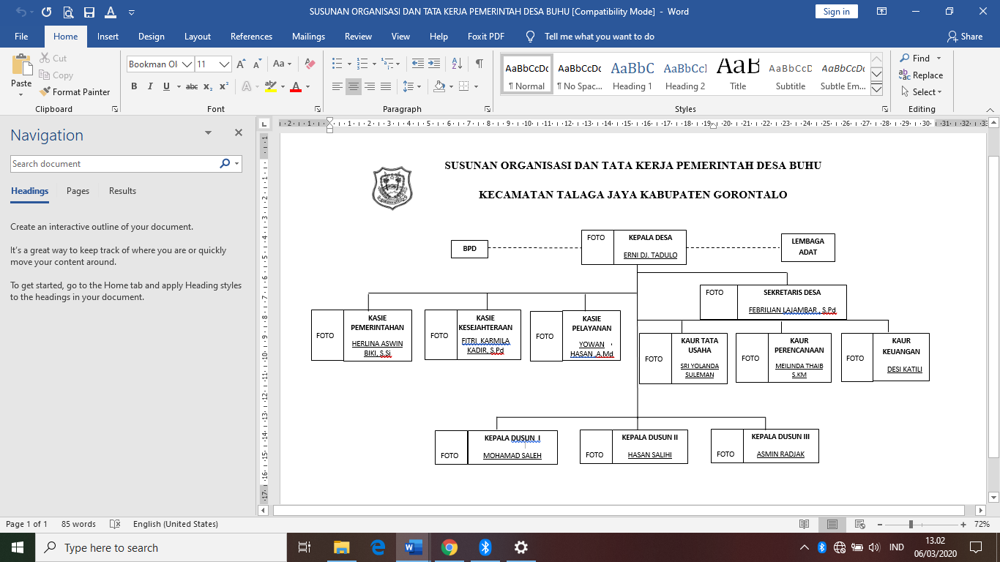 SUSUNAN ORGANISASI DAN TATA KERJA PEMERINTAH DESA BUHU [Compatibility Mode] - Word
Sign in
File Home Insert Design Layout References Mailings Review View Help Foxit PDF Tell me what you want to do Share
Paste
Cut
Copy
Format Painter
Clipboard
Bookman Ol 11
Font
Paragraph
AaBbCcDc AaBbCcDc AaBbC AaBbCcI AaB AaBbCcD AaBbCcDc
¶ Normal ¶ No Spac... Heading 1 Heading 2 Title Subtitle Subtle Em...
Styles
Find
Replace
Select
Editing
Navigation
Search document
Headings Pages Results
Create an interactive outline of your document.
It's a great way to keep track of where you are or quickly
move your content around.
To get started, go to the Home tab and apply Heading styles
to the headings in your document.
SUSUNAN ORGANISASI DAN TATA KERJA PEMERINTAH DESA BUHU
KECAMATAN TALAGA JAYA KABUPATEN GORONTALO
BPD
FOTO
KEPALA DESA
ERNI DJ. TADULO
LEMBAGA
ADAT
FOTO
SEKRETARIS DESA
FEBRILIAN LAJAMBAR , S.Pd
FOTO
KASIE
PEMERINTAHAN
HERLINA ASWIN
BIKI, S.Si
FOTO
KASIE
KESEJAHTERAAN
FITRI KARMILA
KADIR, S.Pd
FOTO
KASIE
PELAYANAN
YOWAN
HASAN ,A.Md
FOTO
KAUR TATA
USAHA
SRI YOLANDA
SULEMAN
FOTO
KAUR
PERENCANAAN
MEILINDA THAIB
S.KM
FOTO
KAUR
KEUANGAN
DESI KATILI
FOTO
KEPALA DUSUN I
MOHAMAD SALEH
FOTO
KEPALA DUSUN II
HASAN SALIHI
FOTO
KEPALA DUSUN III
ASMIN RADJAK
Page 1 of 1 85 words English (United States) 72%
Type here to search
IND
13.02
06/03/2020